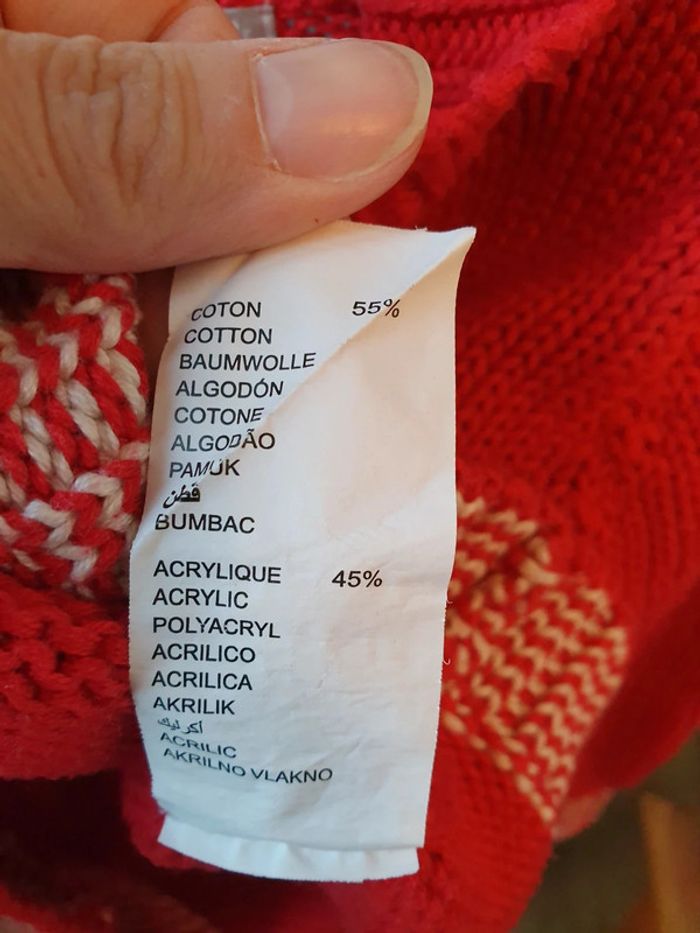 COTON 55%
COTTON
BAUMWOLLE
ALGODÓN
COTONE
ALGODÃO
PAMUK
قطن
BUMBAC
ACRYLIQUE 45%
ACRYLIC
POLYACRYL
ACRILICO
ACRILICA
AKRILIK
أكرليك
ACRILIC
AKRILNO VLAKNO